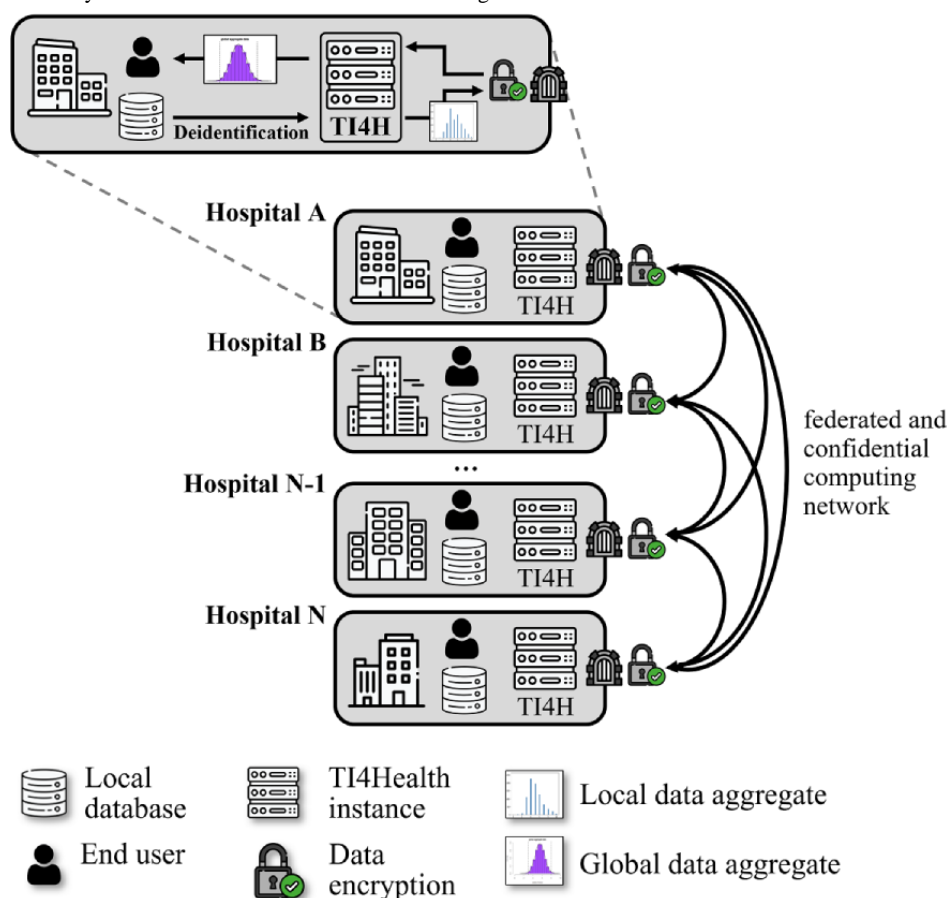 Deidentification
TI4H
Hospital A
TI4H
Hospital B
TI4H
...
Hospital N-1
TI4H
Hospital N
TI4H
federated and
confidential
computing
network
Local
database
TI4Health
instance
Local data aggregate
End user
Data
encryption
Global data aggregate